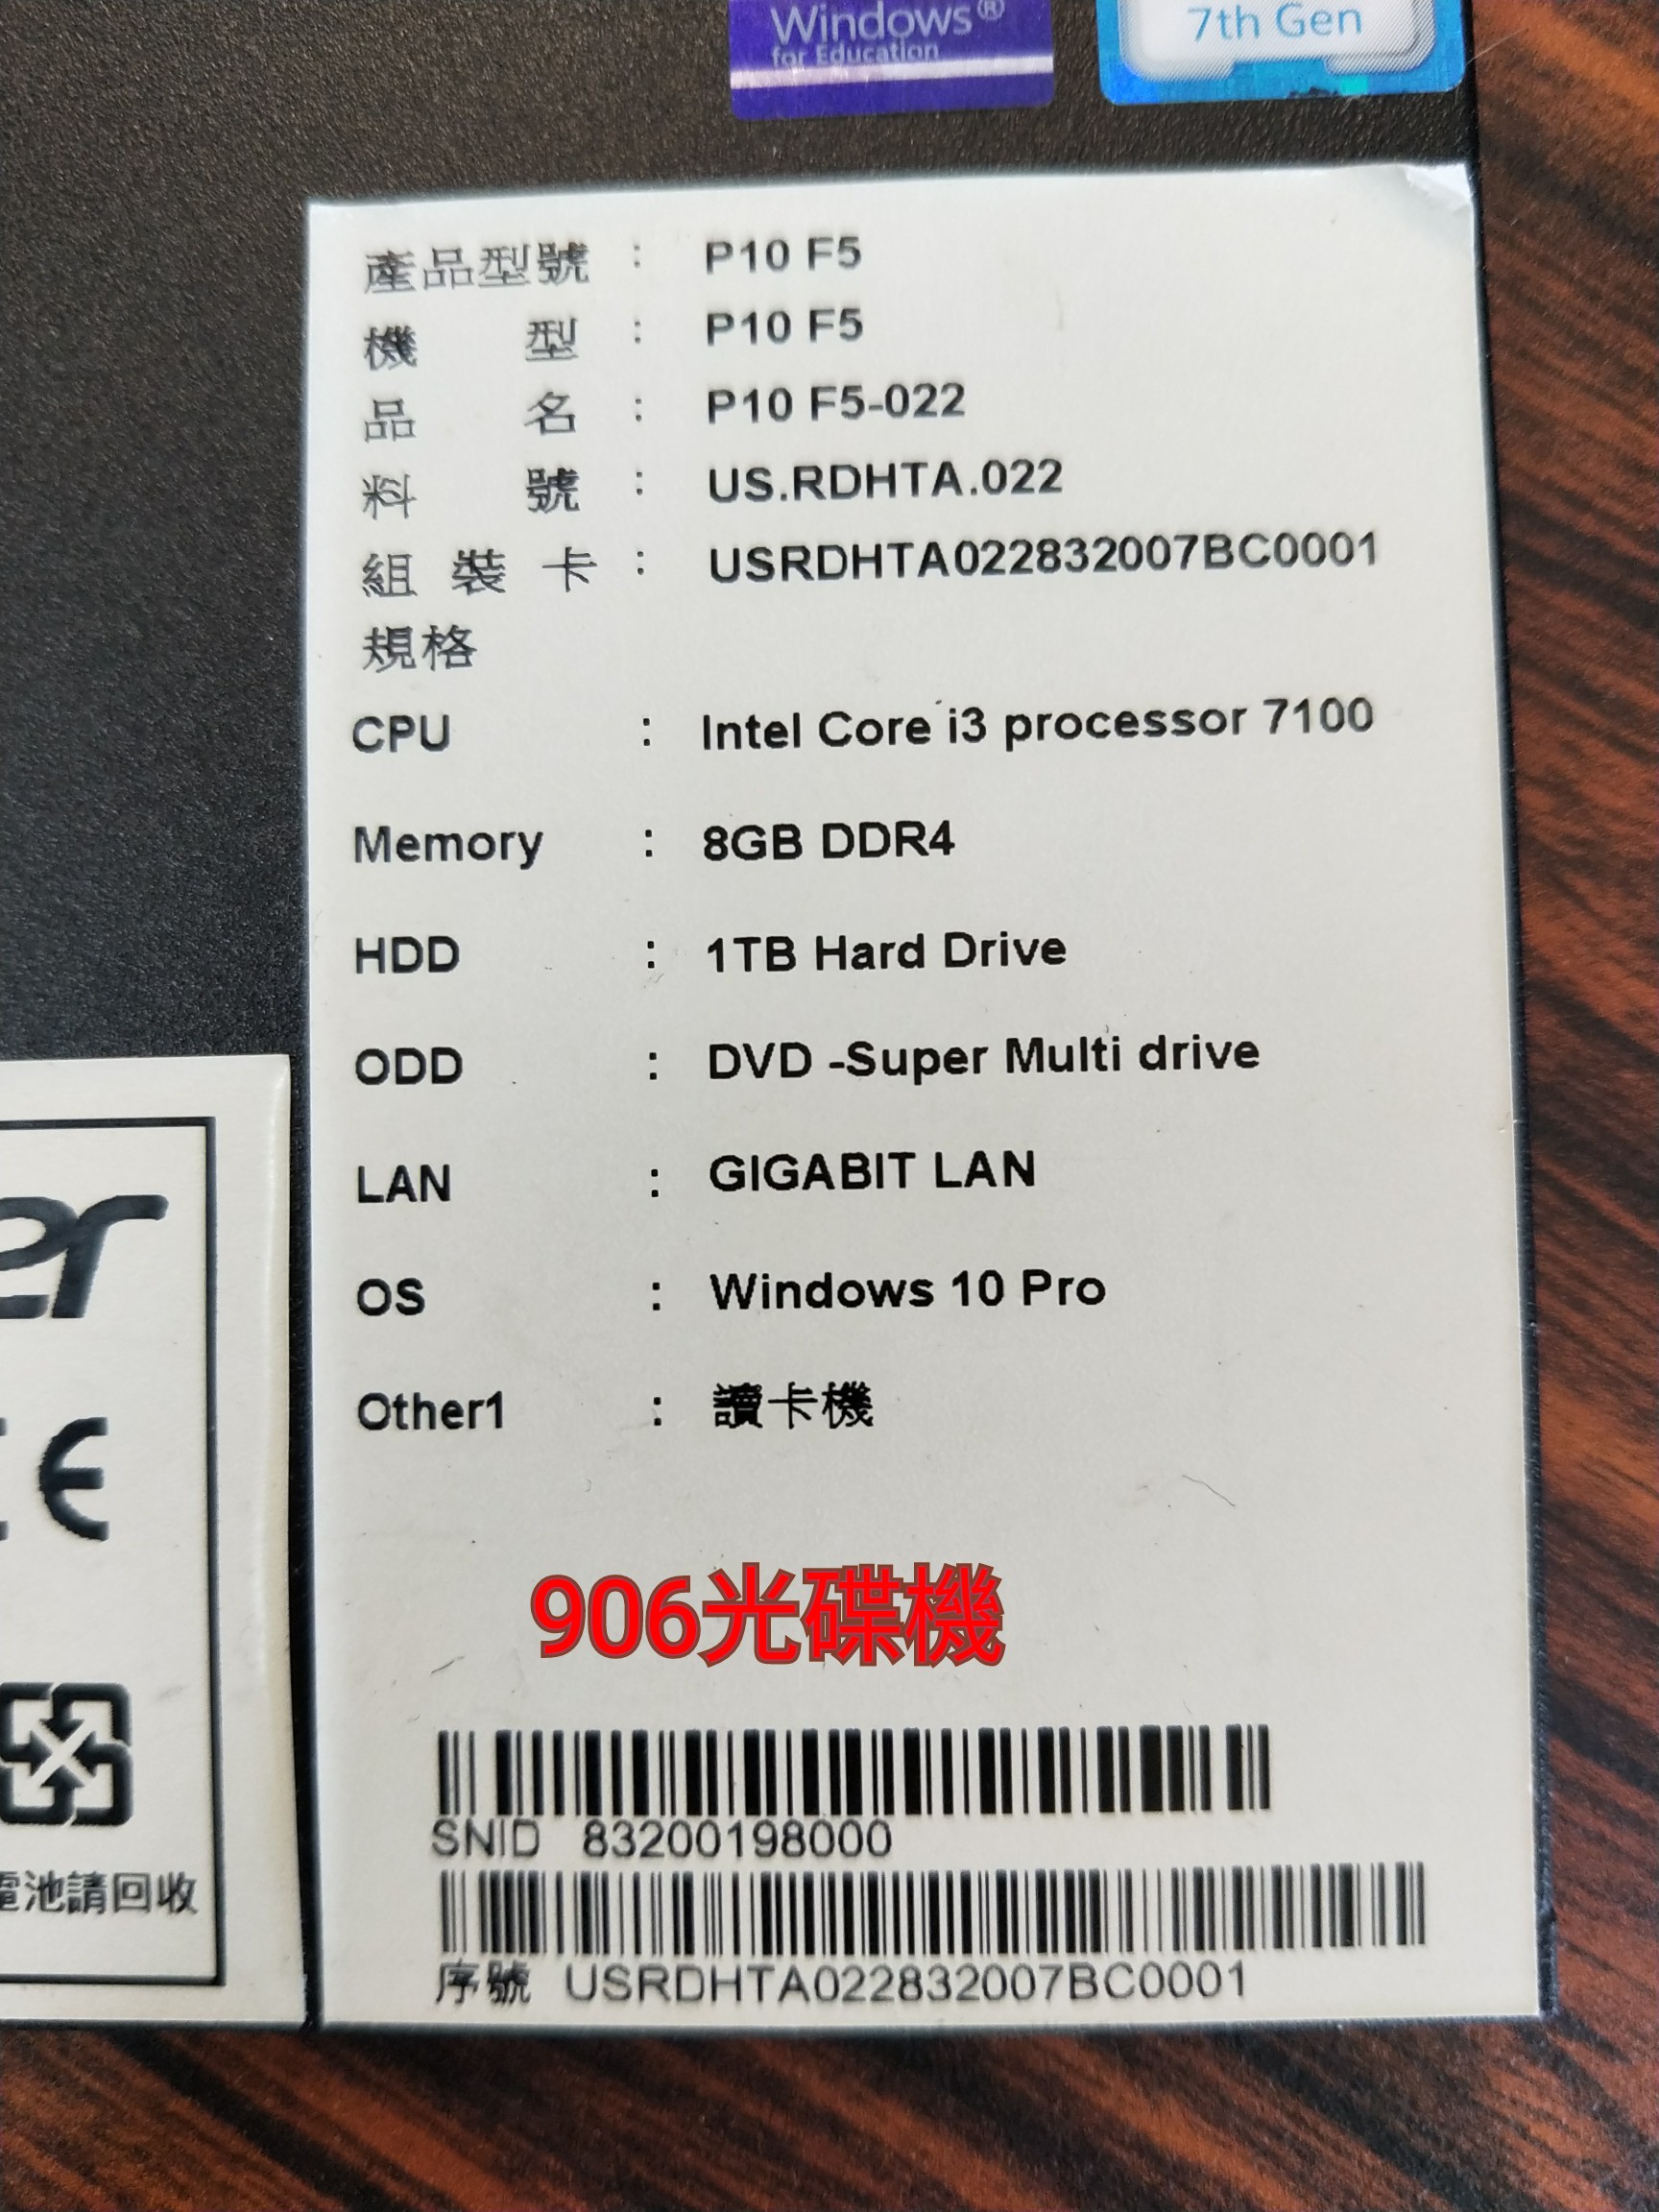 Windows®
for Education
7th Gen
產品型號 : P10 F5
機型 : P10 F5
品名 : P10 F5-022
料號 : US.RDHTA.022
組裝卡 : USRDHTA022832007BC0001
規格
CPU : Intel Core i3 processor 7100
Memory : 8GB DDR4
HDD : 1TB Hard Drive
ODD : DVD -Super Multi drive
LAN : GIGABIT LAN
OS : Windows 10 Pro
Other1 : 讀卡機
906光碟機
SNID 83200198000
序號 USRDHTA022832007BC0001
er
CE
電池請回收